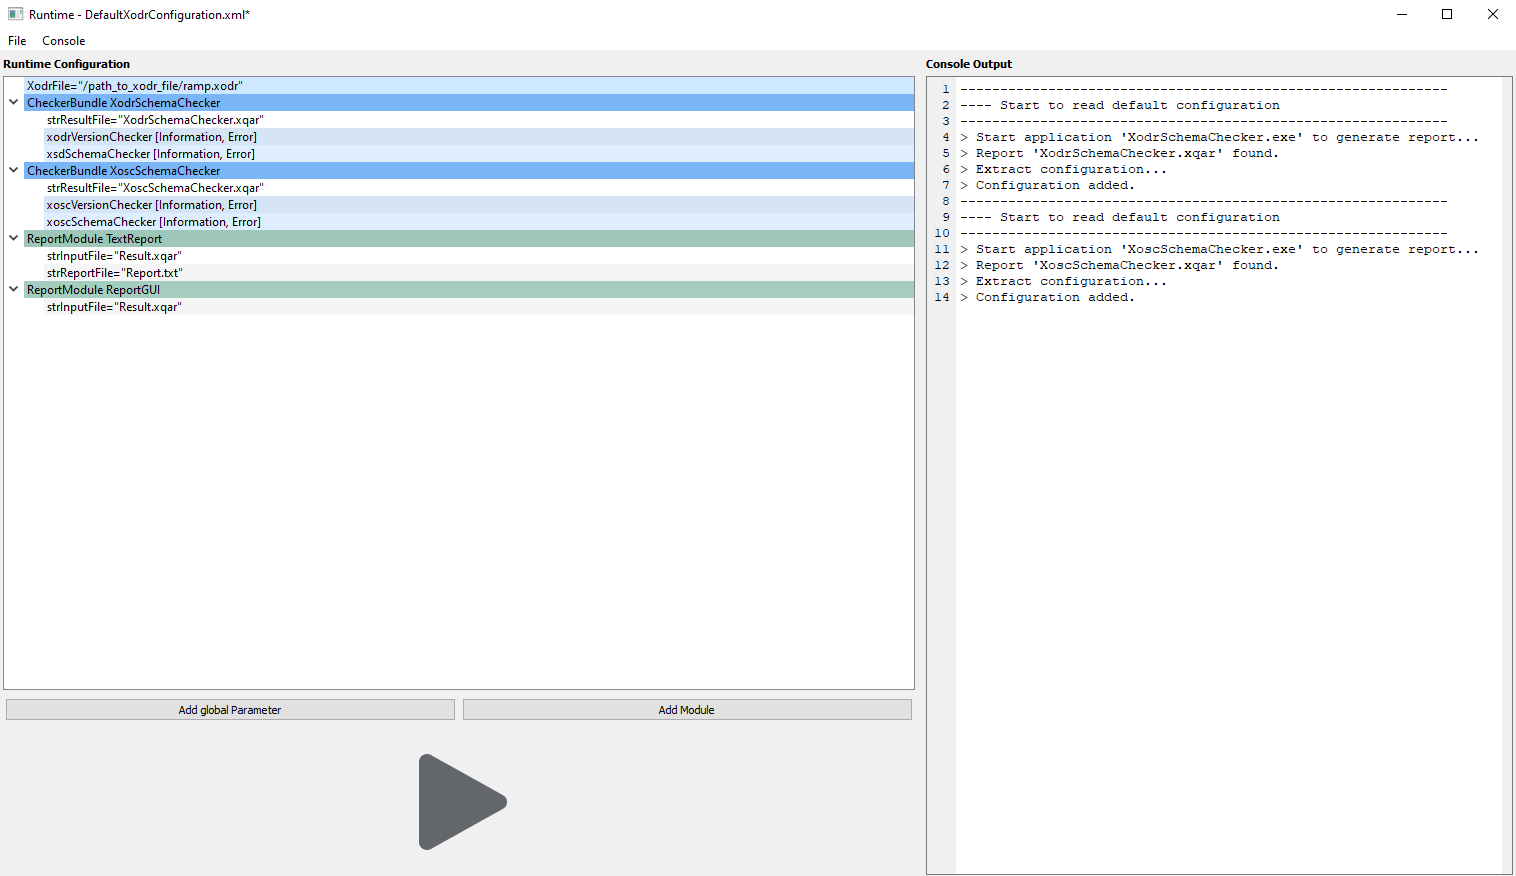 Runtime - DefaultXodrConfiguration.xml*
File Console
Runtime Configuration
XodrFile="/path_to_xodr_file/ramp.xodr"
CheckerBundle XodrSchemaChecker
strResultFile="XodrSchemaChecker.xqar"
xodrVersionChecker [Information, Error]
xsdSchemaChecker [Information, Error]
CheckerBundle XoscSchemaChecker
strResultFile="XoscSchemaChecker.xqar"
xoscVersionChecker [Information, Error]
xoscSchemaChecker [Information, Error]
ReportModule TextReport
strInputFile="Result.xqar"
strReportFile="Report.txt"
ReportModule ReportGUI
strInputFile="Result.xqar"
Add global Parameter
Add Module
Console Output
1 -------------------------------------------------------------
2 ---- Start to read default configuration
3 -------------------------------------------------------------
4 > Start application 'XodrSchemaChecker.exe' to generate report...
5 > Report 'XodrSchemaChecker.xqar' found.
6 > Extract configuration...
7 > Configuration added.
8 -------------------------------------------------------------
9 ---- Start to read default configuration
10 -------------------------------------------------------------
11 > Start application 'XoscSchemaChecker.exe' to generate report...
12 > Report 'XoscSchemaChecker.xqar' found.
13 > Extract configuration...
14 > Configuration added.